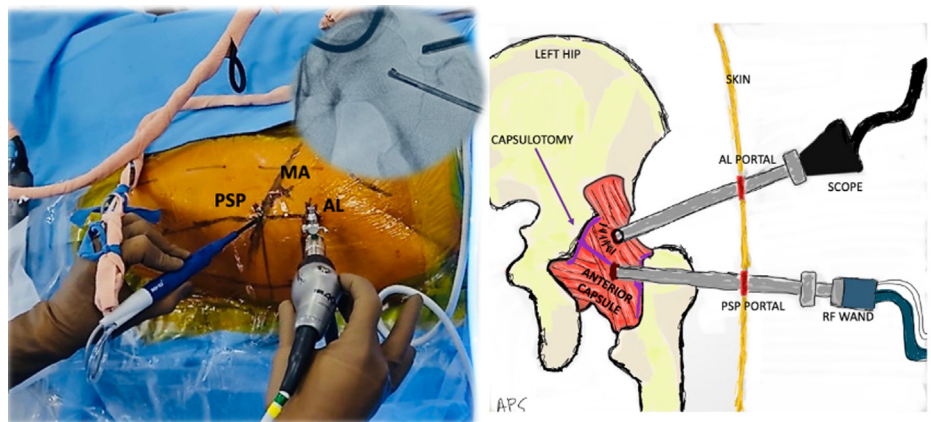 MA
PSP
AL
LEFT HIP
SKIN
CAPSULOTOMY
AL PORTAL
SCOPE
ANTERIOR
CAPSULE
PSP PORTAL
RF WAND
APS